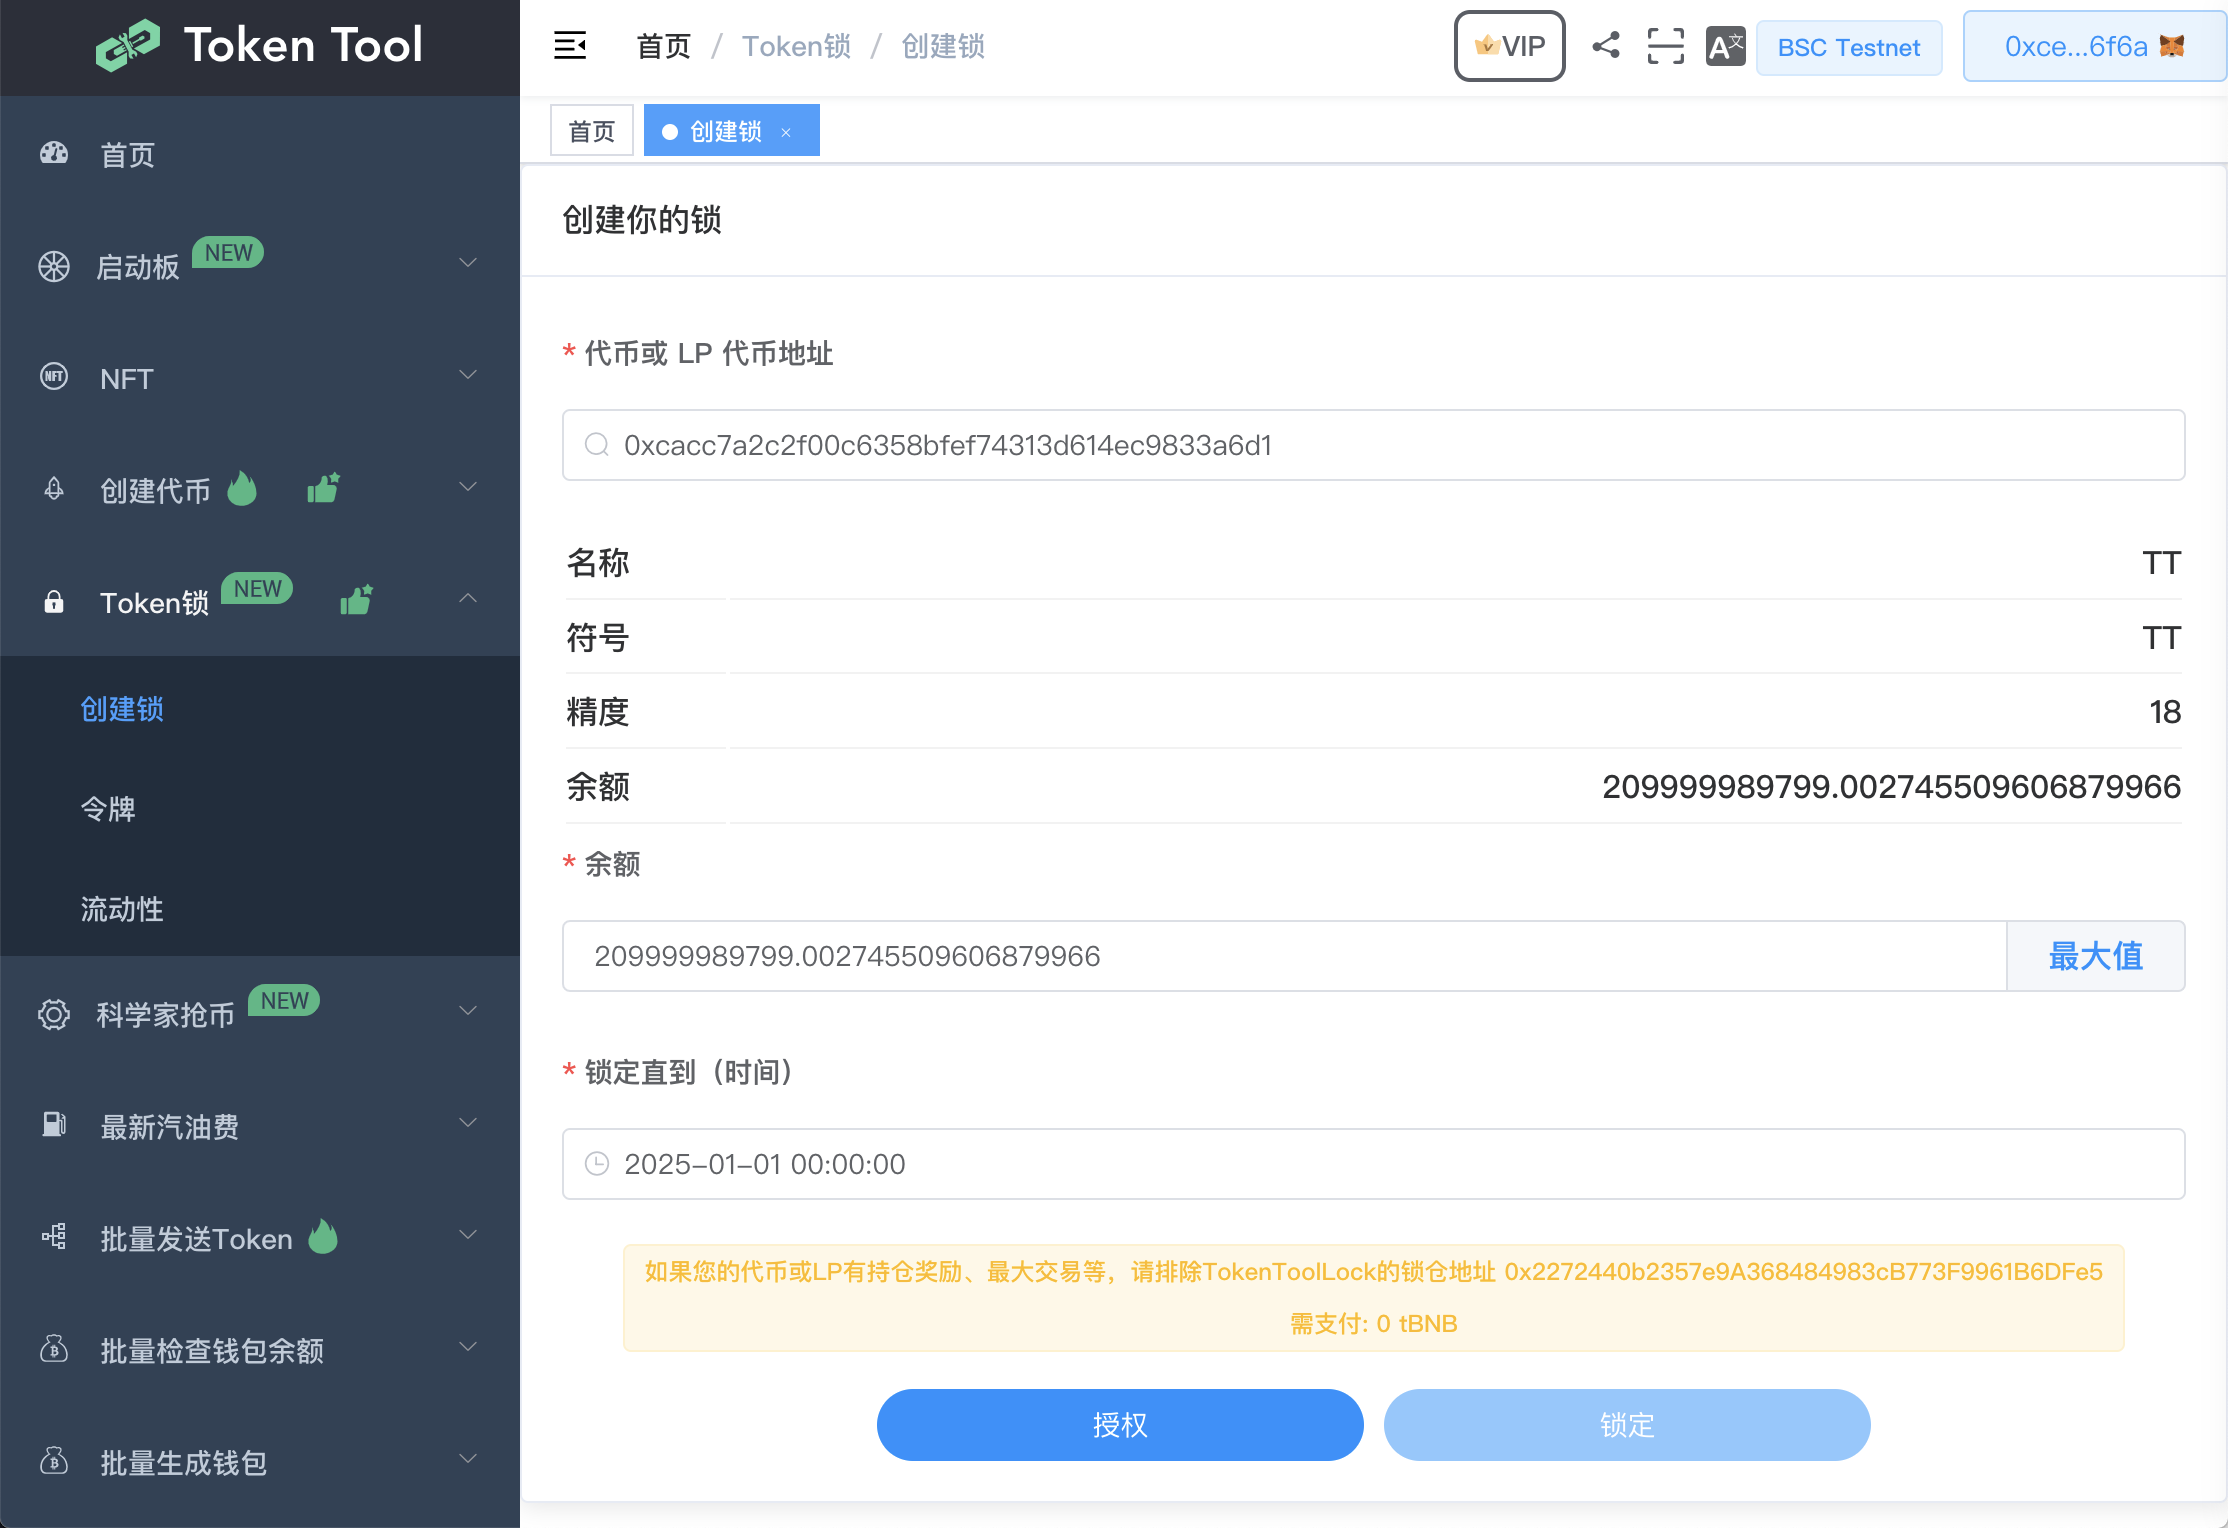 Token Tool
首页
启动板 NEW
NFT
创建代币
Token锁 NEW
创建锁
令牌
流动性
科学家抢币 NEW
最新汽油费
批量发送Token
批量检查钱包余额
批量生成钱包
首页 / Token锁 / 创建锁
VIP
A文
BSC Testnet
0xce...6f6a
首页
创建锁 ×
创建你的锁
* 代币或 LP 代币地址
0xcacc7a2c2f00c6358bfef74313d614ec9833a6d1
名称 TT
符号 TT
精度 18
余额 209999989799.002745509606879966
* 余额
209999989799.002745509606879966 最大值
* 锁定直到（时间）
2025-01-01 00:00:00
如果您的代币或LP有持仓奖励、最大交易等，请排除TokenToolLock的锁仓地址 0x2272440b2357e9A368484983cB773F9961B6DFe5
需支付: 0 tBNB
授权 锁定